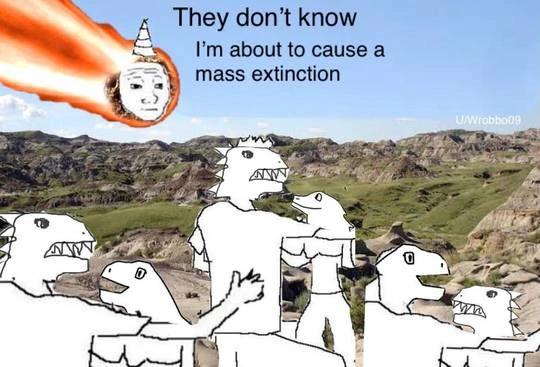 They don't know
I'm about to cause a
mass extinction
U/Wrobbo09